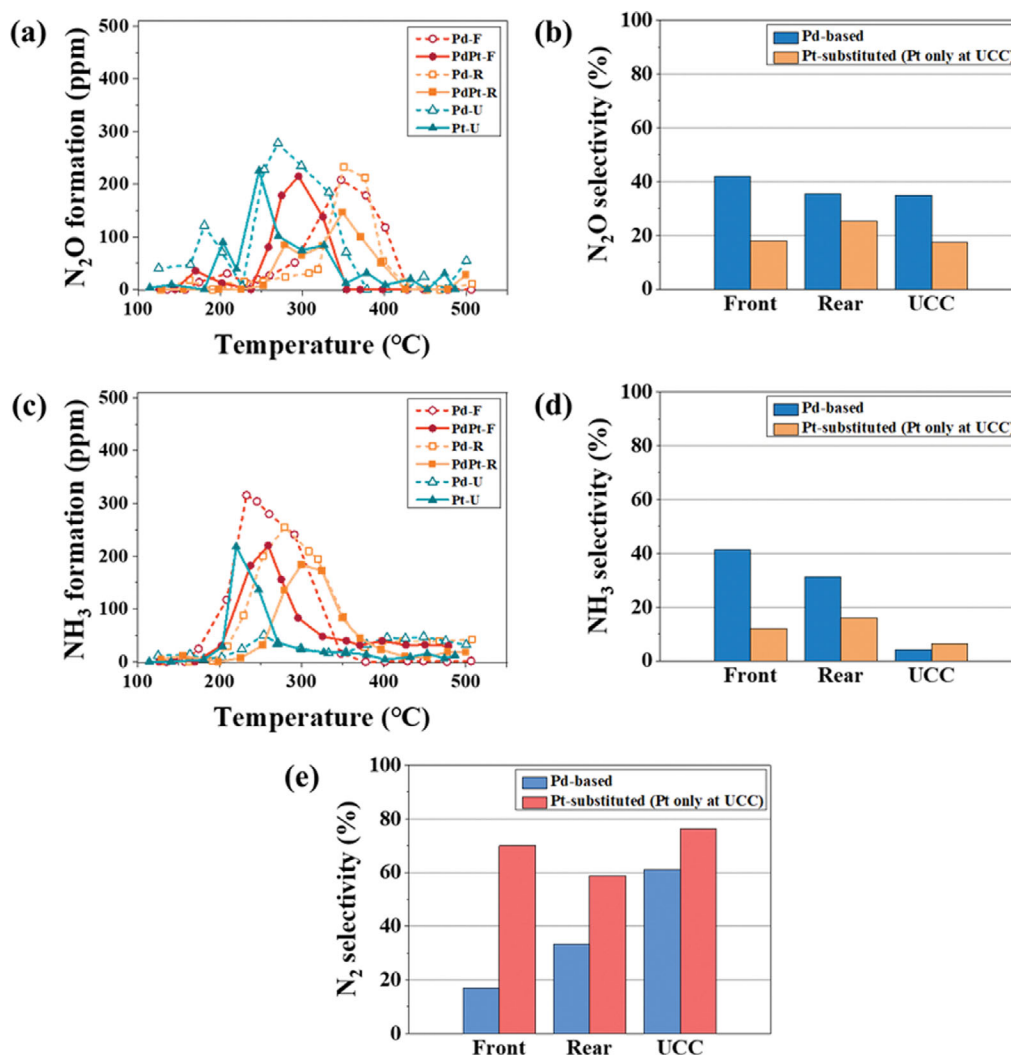 (a)
N₂O formation (ppm)
500
400
300
200
100
0
100
200
300
400
500
Temperature (°C)
Pd-F
PdPt-F
Pd-R
PdPt-R
Pd-U
Pt-U
(b)
N₂O selectivity (%)
100
80
60
40
20
0
Front
Rear
UCC
Pd-based
Pt-substituted (Pt only at UCC)
(c)
NH₃ formation (ppm)
500
400
300
200
100
0
100
200
300
400
500
Temperature (°C)
Pd-F
PdPt-F
Pd-R
PdPt-R
Pd-U
Pt-U
(d)
NH₃ selectivity (%)
100
80
60
40
20
0
Front
Rear
UCC
Pd-based
Pt-substituted (Pt only at UCC)
(e)
N₂ selectivity (%)
100
80
60
40
20
0
Front
Rear
UCC
Pd-based
Pt-substituted (Pt only at UCC)